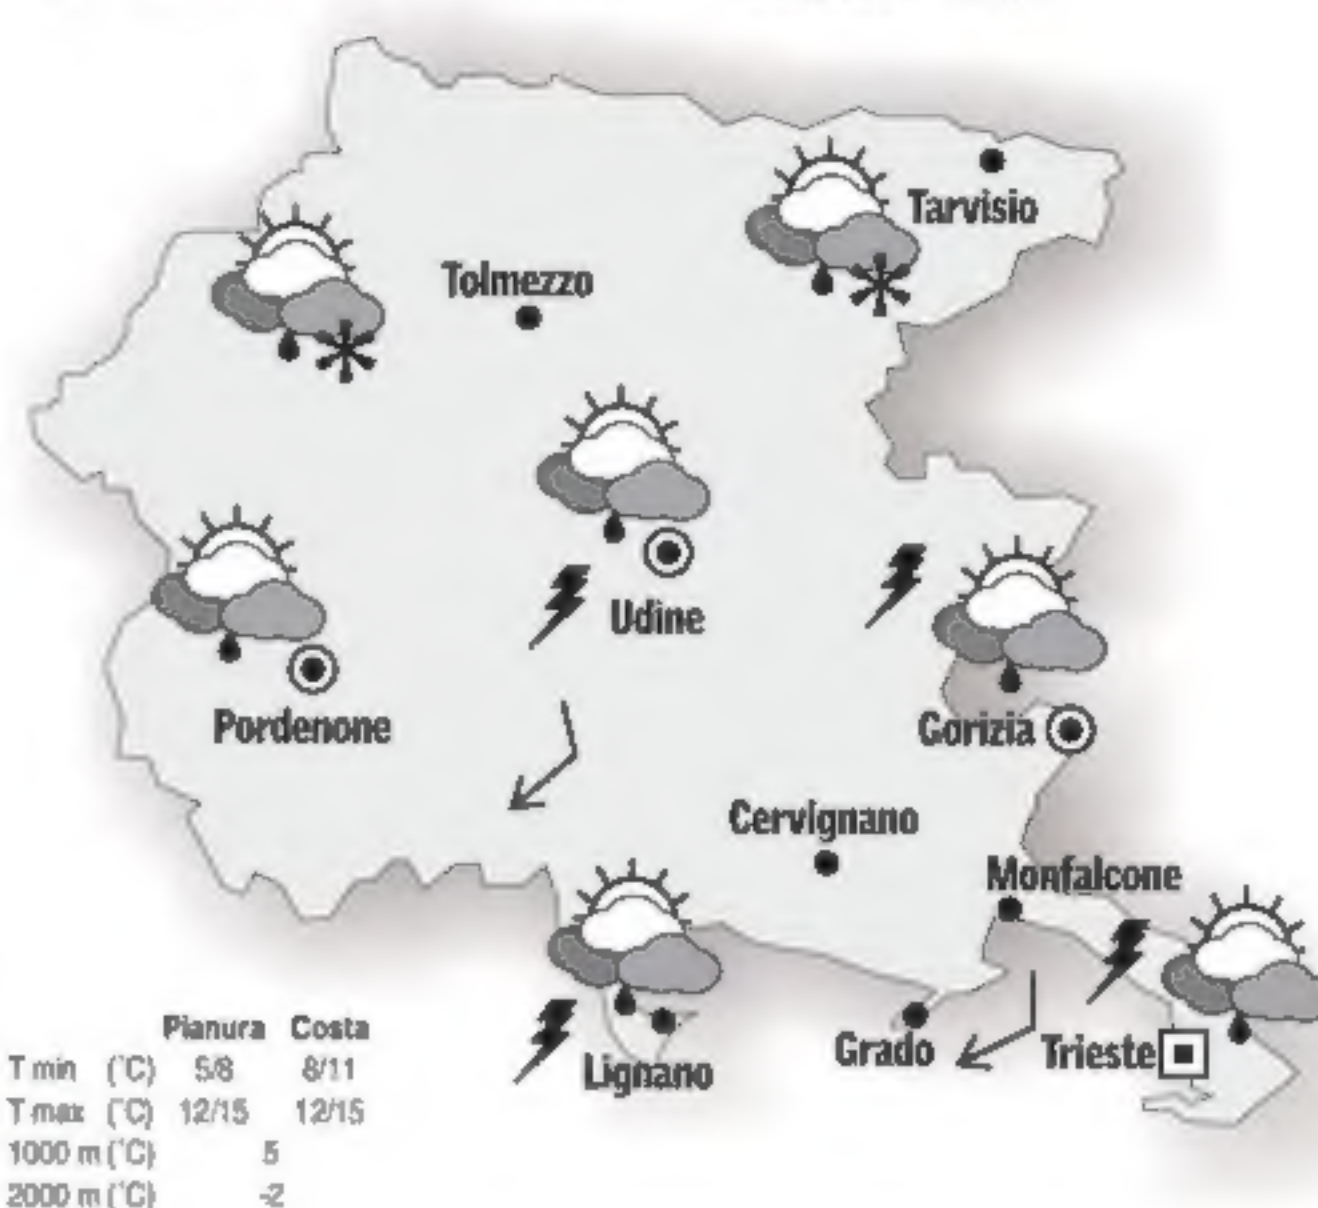 Tarvisio
Tolmezzo
Udine
Pordenone
Gorizia
Cervignano
Monfalcone
Grado
Trieste
Lignano
Pianura Costa
T min (°C) 5/8 8/11
T max (°C) 12/15 12/15
1000 m (°C) 5
2000 m (°C) -2